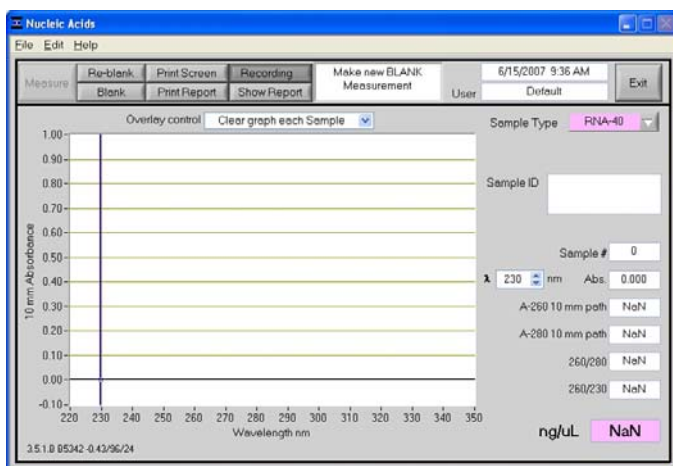 Nucleic Acids
File Edit Help
Measure
Re-blank Print Screen Recording
Blank Print Report Show Report
Make new BLANK
Measurement
6/15/2007 9:36 AM
User Default
Exit
Overlay control Clear graph each Sample
Sample Type RNA-40
Sample ID
Sample # 0
λ 230 nm Abs. 0.000
A-260 10 mm path NaN
A-280 10 mm path NaN
260/280 NaN
260/230 NaN
ng/uL NaN
10 mm Absorbance
1.00
0.90
0.80
0.70
0.60
0.50
0.40
0.30
0.20
0.10
0.00
-0.10
220 230 240 250 260 270 280 290 300 310 320 330 340 350
Wavelength nm
3.5.1.0 B5342 -0.43/96/24